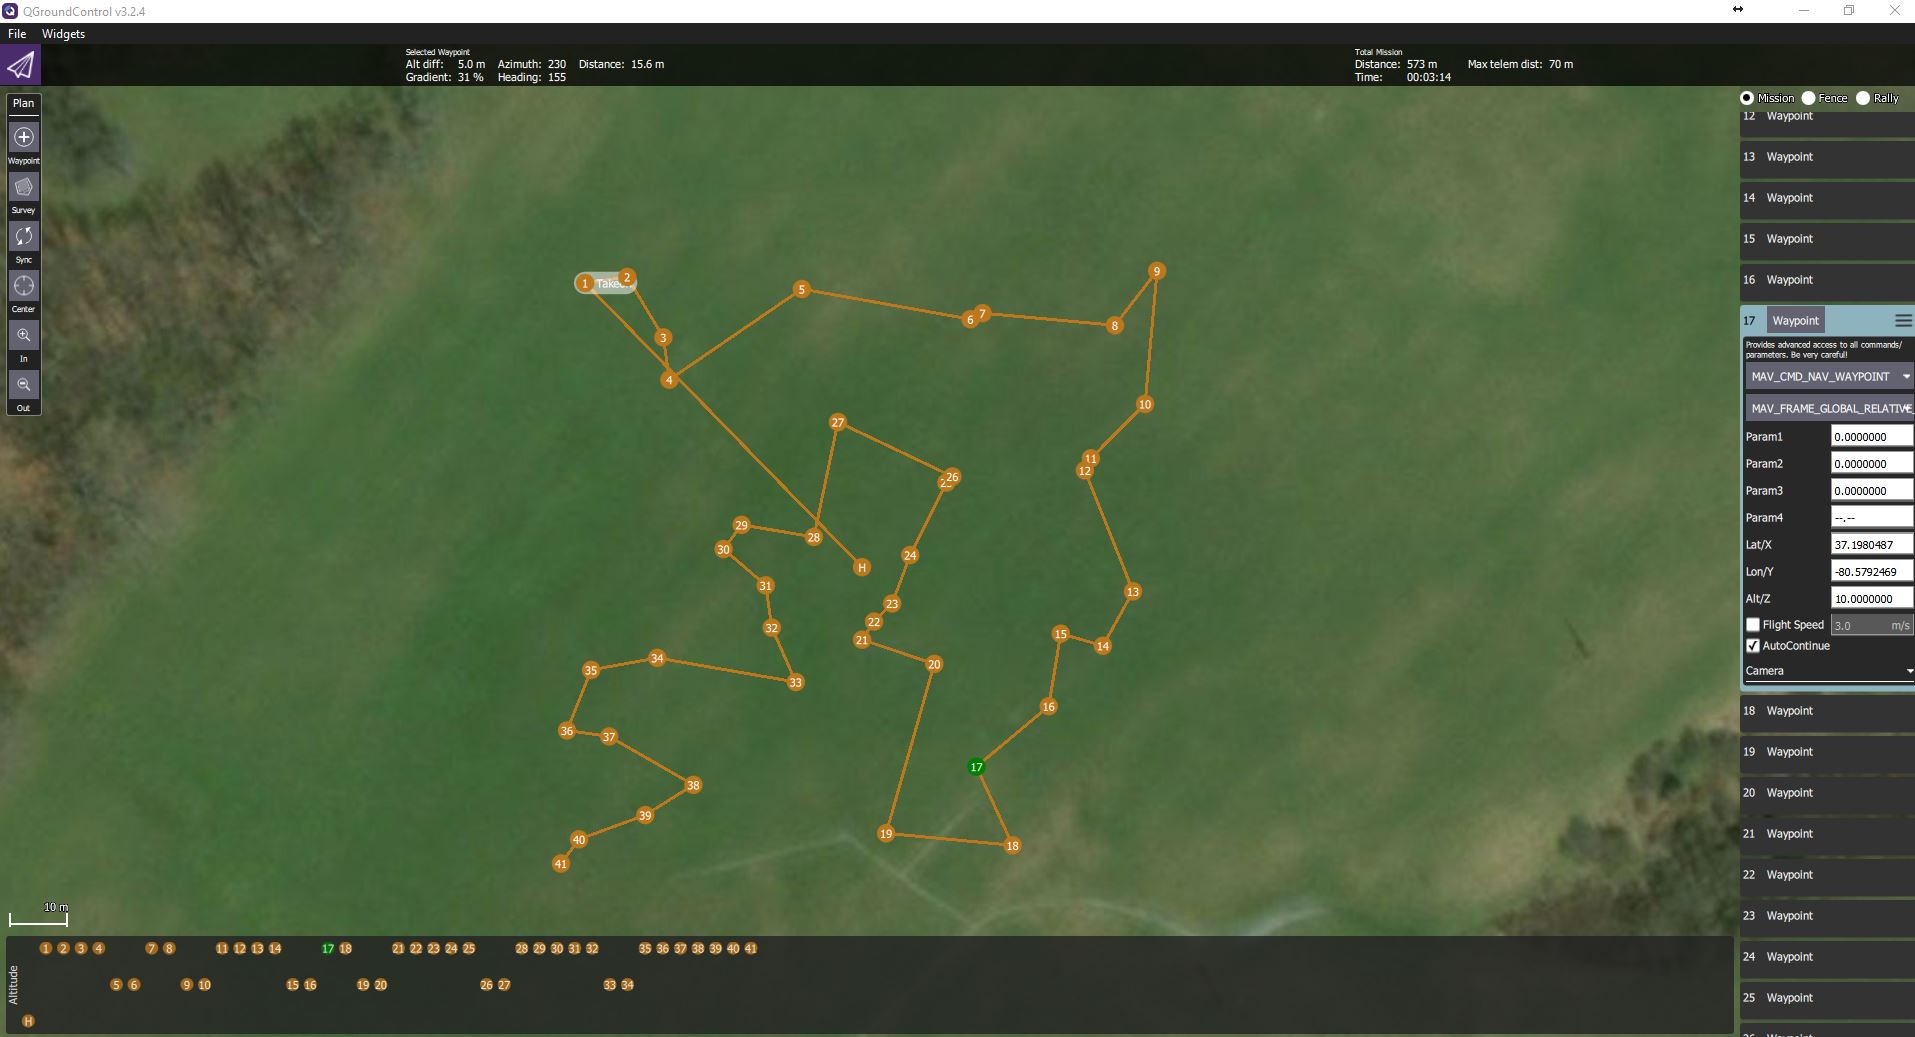 QGroundControl v3.2.4
File Widgets
Selected Waypoint
Alt diff: 5.0 m Azimuth: 230 Distance: 15.6 m
Gradient: 31 % Heading: 155
Total Mission
Distance: 573 m Max telem dist: 70 m
Time: 00:03:14
Plan
Waypoint
Survey
Sync
Center
In
Out
Mission Fence Rally
12 Waypoint
13 Waypoint
14 Waypoint
15 Waypoint
16 Waypoint
17 Waypoint
Provides advanced access to all commands/
parameters. Be very careful!
MAV_CMD_NAV_WAYPOINT
MAV_FRAME_GLOBAL_RELATIVE_
Param1 0.0000000
Param2 0.0000000
Param3 0.0000000
Param4 --.--
Lat/X 37.1980487
Lon/Y -80.5792469
Alt/Z 10.0000000
Flight Speed 3.0 m/s
AutoContinue
Camera
18 Waypoint
19 Waypoint
20 Waypoint
21 Waypoint
22 Waypoint
23 Waypoint
24 Waypoint
25 Waypoint
9
1 2
5
7
6
8
3
4
10
27
11
12
26
29
28
30
24
H
31
13
23
22
32
15
21
14
34
20
35
33
16
36
37
17
38
39
19
40
18
41
10 m
Altitude
1 2 3 4 7 8 11 12 13 14 17 18 21 22 23 24 25 28 29 30 31 32 35 36 37 38 39 40 41
5 6 9 10 15 16 19 20 26 27 33 34
H